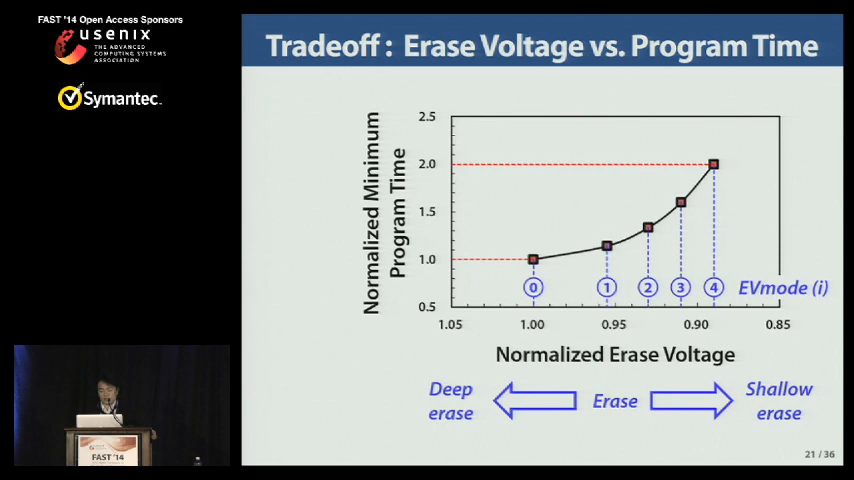 FAST '14 Open Access Sponsors
usenix
THE ADVANCED
COMPUTING SYSTEMS
ASSOCIATION
Symantec.
Tradeoff : Erase Voltage vs. Program Time
Normalized Minimum
Program Time
2.5
2.0
1.5
1.0
0.5
0
1
2
3
4
EVmode (i)
1.05
1.00
0.95
0.90
0.85
Normalized Erase Voltage
Deep
erase
Erase
Shallow
erase
FAST '14
21 / 36